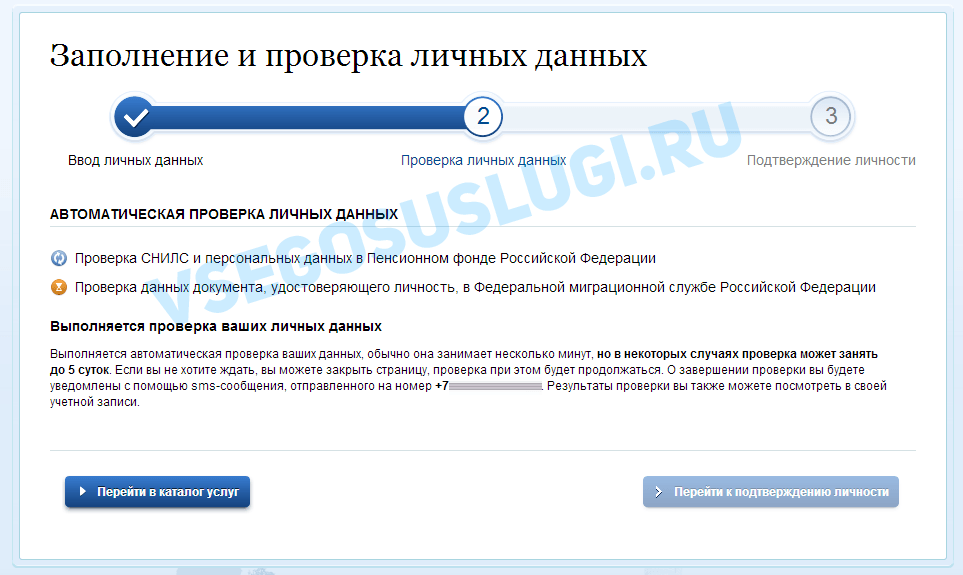 Заполнение и проверка личных данных
2
3
Ввод личных данных
Проверка личных данных
Подтверждение личности
VSEGOSUSLUGI.RU
АВТОМАТИЧЕСКАЯ ПРОВЕРКА ЛИЧНЫХ ДАННЫХ
Проверка СНИЛС и персональных данных в Пенсионном фонде Российской Федерации
Проверка данных документа, удостоверяющего личность, в Федеральной миграционной службе Российской Федерации
Выполняется проверка ваших личных данных
Выполняется автоматическая проверка ваших данных, обычно она занимает несколько минут, но в некоторых случаях проверка может занять
до 5 суток. Если вы не хотите ждать, вы можете закрыть страницу, проверка при этом будет продолжаться. О завершении проверки вы будете
уведомлены с помощью sms-сообщения, отправленного на номер +7. Результаты проверки вы также можете посмотреть в своей
учетной записи.
Перейти в каталог услуг
Перейти к подтверждению личности